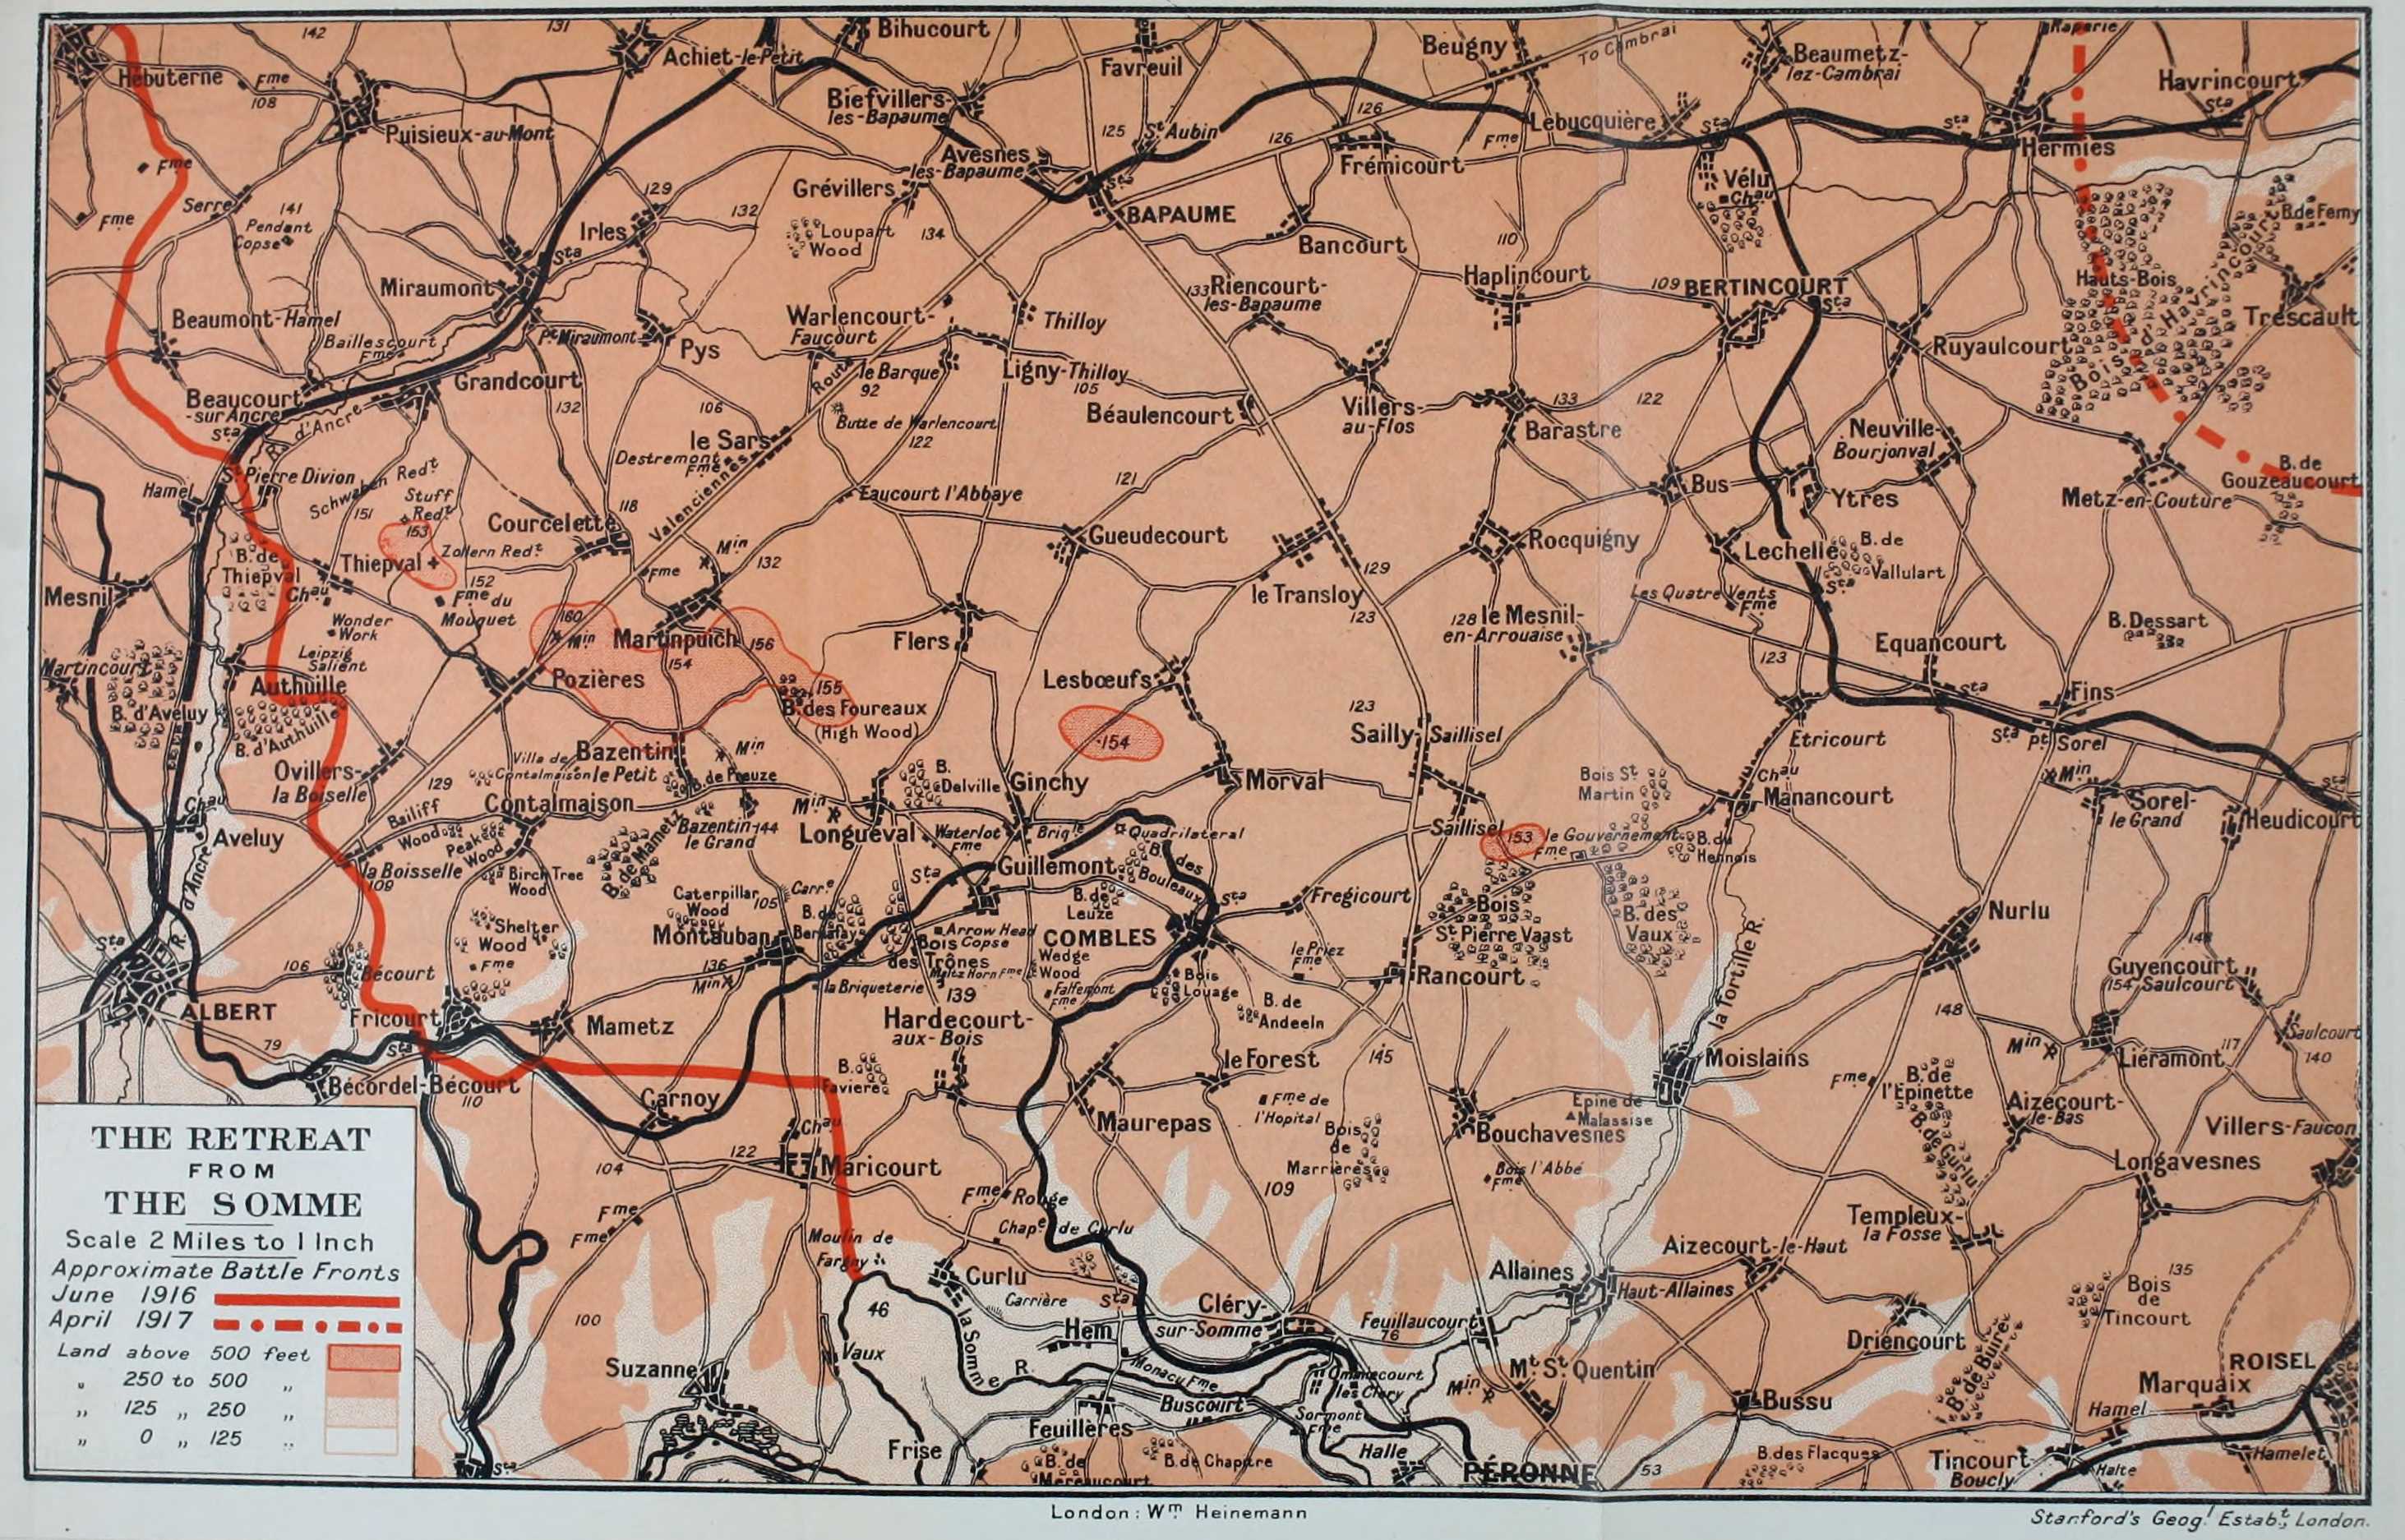 142
131
Bihucourt
Achiet-le-Petit
Favreuil
Beugny
To Cambrai
Beaumetz-
lez-Cambrai
Raperie
Havrincourt
Sta
Hébuterne
Fme
108
Puisieux-au-Mont
Biefvillers-
les-Bapaume
125
St Aubin
126
126
Fme
Lebucquière
Sta
Sta
Hermies
Fme
Avesnes
les-Bapaume
Sta
Frémicourt
Vélu
Chau
Serre
141
Fme
Pendant
Copse
129
Irles
132
Grévillers
Loupart
Wood
134
BAPAUME
Bancourt
110
B.de Femy
Sta
Miraumont
133
Riencourt-
les-Bapaume
Haplincourt
109
BERTINCOURT
Sta
Hauts-Bois
Bois d'Havrincourt
Trescault
Beaumont-Hamel
Baillescourt
Fme
Pt Miraumont
Pys
Warlencourt-
Faucourt
Thilloy
Ruyaulcourt
Beaucourt
-sur Ancre
Sta
Grandcourt
R. d'Ancre
132
106
Route
le Barque
92
Ligny-Thilloy
105
Butte de Warlencourt
122
Béaulencourt
Villers-
au-Flos
133
122
Barastre
Neuville-
Bourjonval
le Sars
Destremont
Fme
Valenciennes
St Pierre Divion
Hamel
Schwaben Redt
151
Stuff
Redt
153
Courcelette
118
Eaucourt l'Abbaye
121
Bus
Ytres
Metz-en-Couture
B. de
Gouzeaucourt
B. de
Thiepval
Thiepval
Zollern Redt
Chau
152
Fme du
Mouquet
Min
132
Fme
Gueudecourt
le Transloy
129
Rocquigny
Lechelle
B. de
Vallulart
Sta
Mesnil
Wonder
Work
Leipzig
Salient
160
Min
Martinpuich
154
156
Flers
123
128
le Mesnil-
en-Arrouaise
Les Quatre Vents
Fme
B. Dessart
Equancourt
Martincourt
Authuille
Pozières
155
B. des Foureaux
(High Wood)
Lesbœufs
123
Sta
Fins
B. d'Aveluy
B. d'Authuille
154
123
Sailly-
Saillisel
Etricourt
Sta
Pt Sorel
Ovillers-
la Boiselle
129
Villa de
Contalmaison
Bazentin
le Petit
Min
B. de Preuze
B.
Delville
Ginchy
Morval
Bois St
Martin
Chau
Manancourt
Min
Sta
Sorel-
le Grand
Heudicourt
Chau
Aveluy
Bailiff
Wood
Contalmaison
Peake
Wood
Bazentin
le Grand
144
Min
Longueval
Waterlot
Fme
Briqle
Quadrilateral
Saillisel
153
le Gouvernement
Fme
B. du
Hennois
la Boisselle
109
Birch Tree
Wood
B. de Mametz
Sta
Guillemont
B. des
Bouleaux
Caterpillar
Wood
105
Carre
B. de
Bernafay
B. de
Leuze
Sta
Fregicourt
Bois
St Pierre Vaast
B. des
Vaux
Nurlu
d'Ancre R.
Shelter
Wood
Fme
Montauban
Arrow Head
Copse
Bois
des Trônes
Maltz Horn Fme
COMBLES
Wedge
Wood
le Priez
Fme
Rancourt
la Tortille R.
Sta
ALBERT
106
Bécourt
136
Min
la Briqueterie
139
Falfemont
Fme
Bois
Louage
B. de
Andeeln
Guyencourt
Saulcourt
154
Fricourt
Sta
79
Mametz
Hardecourt-
aux-Bois
148
Saulcourt
140
Bécordel-Bécourt
110
B.
Faviere
le Forest
145
Moislains
Min
Liéramont
117
Carnoy
Chau
Maurepas
Fme de
l'Hopital
Bois
de
Marrières
Bouchavesnes
Epine de
Malassise
Fme
B. de
l'Epinette
Aizecourt-
le-Bas
Villers-Faucon
104
122
Maricourt
109
Bois l'Abbé
Fme
B. de Gurlu
Longavesnes
Fme
Fme
Fme Rouge
Chape de Curlu
Templeux-
la Fosse
Moulin de
Fargny
Curlu
Carrière
Sta
Allaines
Haut-Allaines
Aizecourt-le-Haut
135
Bois
de
Tincourt
100
46
la Somme R.
Hem
Cléry-
sur-Somme
Feuillaucourt
76
Driencourt
B. de Buire
Suzanne
Vaux
Monacu Fme
Ommiecourt
les Cléry
Min
Mt St Quentin
Bussu
ROISEL
Marquaix
Frise
Feuillères
Buscourt
Sormont
Fme
Halle
Hamel
Sta
B. de
Méreaucourt
B. de Chapitre
PÉRONNE
53
B. des Flacques
Tincourt
Boucly
Halte
Hamelet
THE RETREAT
FROM
THE SOMME
Scale 2 Miles to 1 Inch
Approximate Battle Fronts
June 1916
April 1917
Land above 500 feet
„ 250 to 500 „
„ 125 „ 250 „
„ 0 „ 125 „
London: Wm Heinemann
Stanford's Geogl Estabt, London.